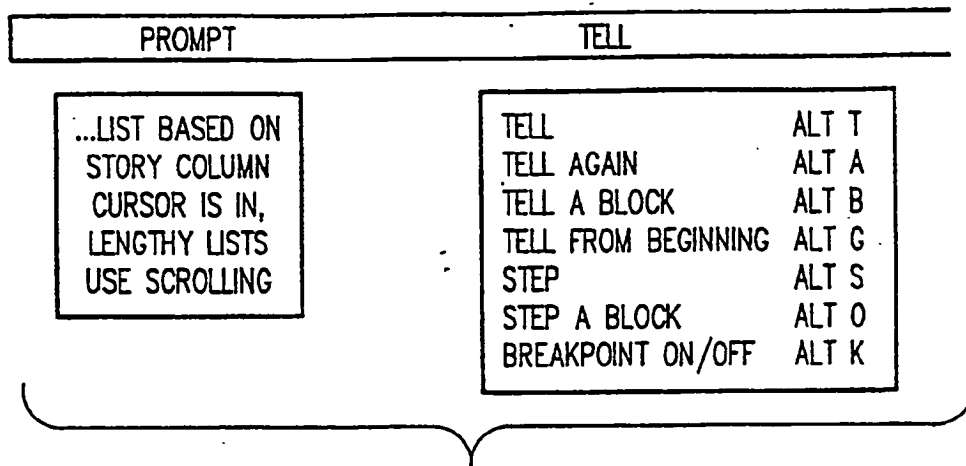 PROMPT TELL
...LIST BASED ON
STORY COLUMN
CURSOR IS IN,
LENGTHY LISTS
USE SCROLLING
TELL ALT T
TELL AGAIN ALT A
TELL A BLOCK ALT B
TELL FROM BEGINNING ALT G
STEP ALT S
STEP A BLOCK ALT O
BREAKPOINT ON/OFF ALT K